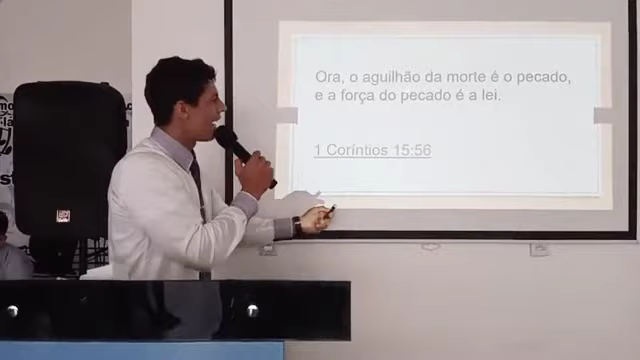 Ora, o aguilhão da morte é o pecado,
e a força do pecado é a lei.
1 Coríntios 15:56